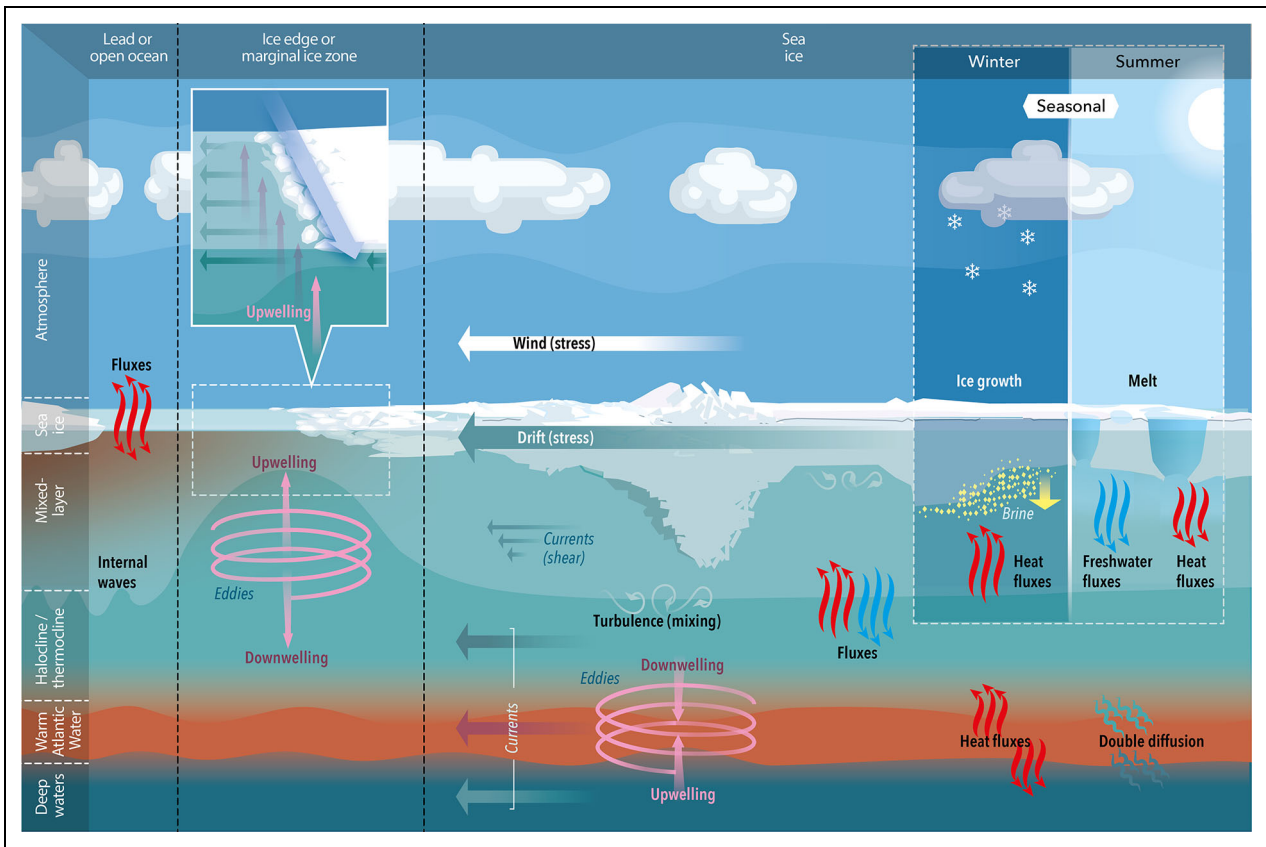 Lead or
open ocean
Ice edge or
marginal ice zone
Sea
ice
Winter
Summer
Seasonal
Atmosphere
Upwelling
Wind (stress)
Fluxes
Ice growth
Melt
Sea
ice
Drift (stress)
Upwelling
Mixed-
layer
Brine
Currents
(shear)
Internal
waves
Eddies
Heat
fluxes
Freshwater
fluxes
Heat
fluxes
Halocline /
thermocline
Turbulence (mixing)
Fluxes
Downwelling
Downwelling
Eddies
Warm
Atlantic
Water
Currents
Heat fluxes
Double diffusion
Deep
waters
Upwelling